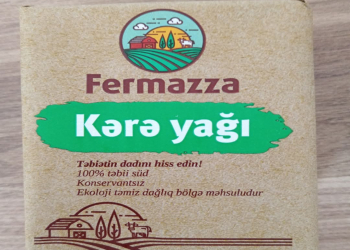 Fermazza
Kərə yağı
Təbiətin dadını hiss edin!
100% təbii süd
Konservantsız
Ekoloji təmiz dağlıq bölgə məhsuludur